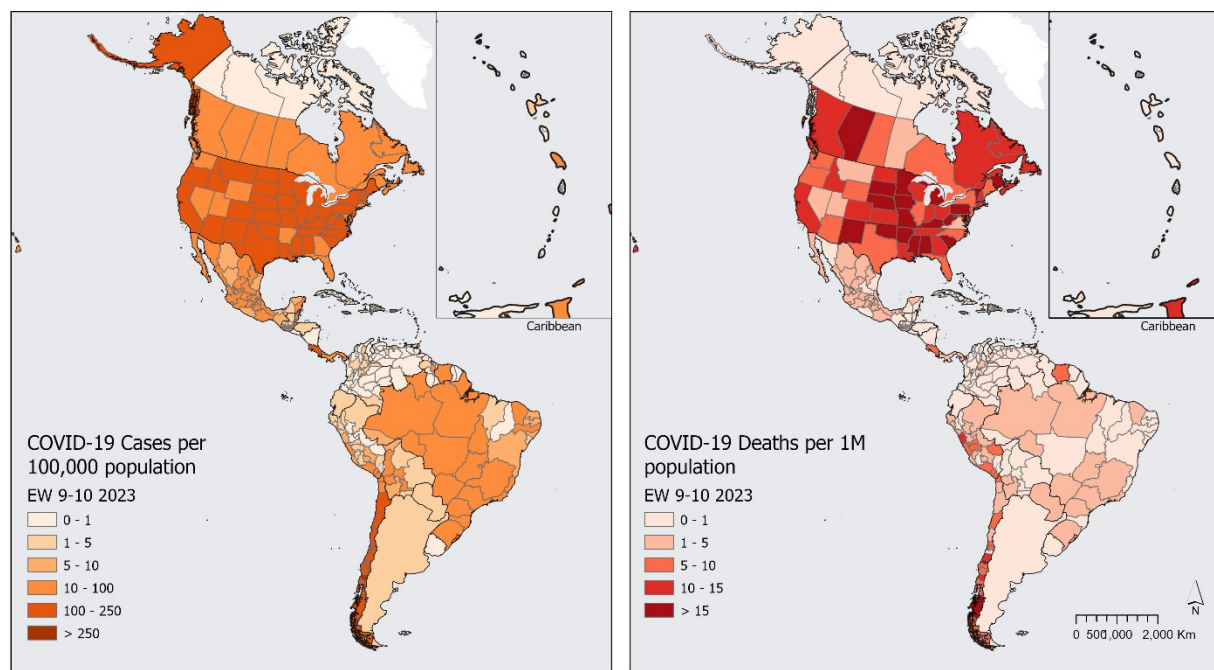 Caribbean
COVID-19 Cases per
100,000 population
EW 9-10 2023
0 - 1
1 - 5
5 - 10
10 - 100
100 - 250
> 250
Caribbean
COVID-19 Deaths per 1M
population
EW 9-10 2023
0 - 1
1 - 5
5 - 10
10 - 15
> 15
N
0 5001,000 2,000 Km